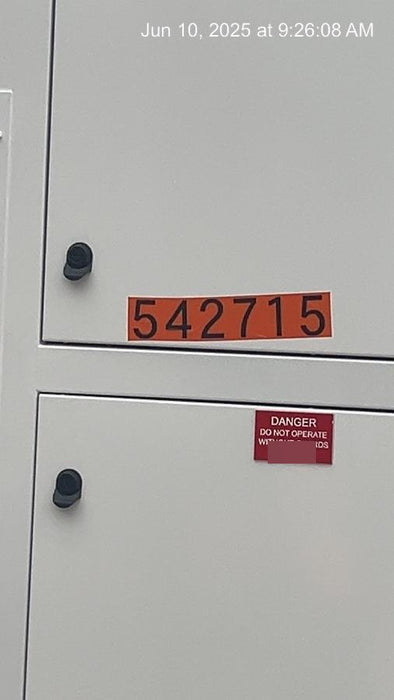 Jun 10, 2025 at 9:26:08 AM
542715
DANGER
DO NOT OPERATE